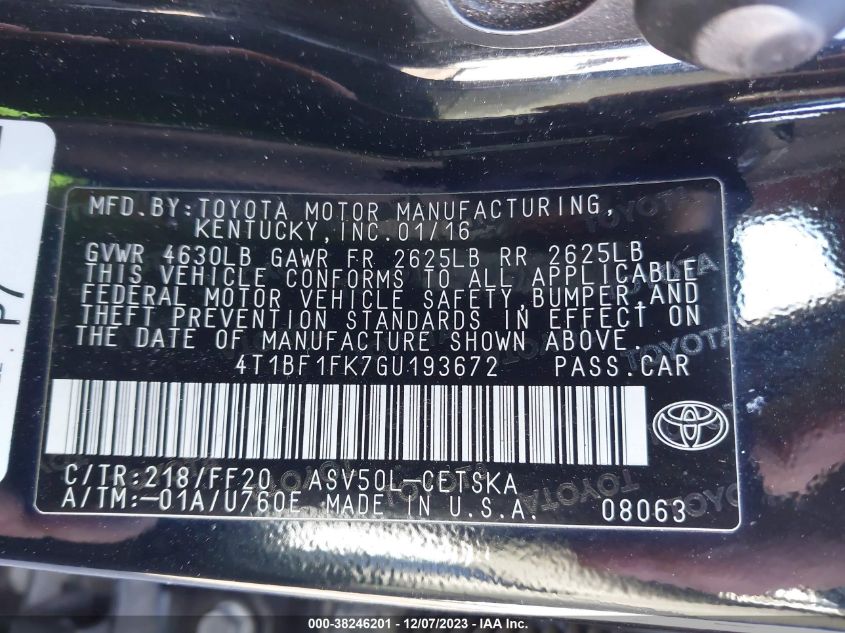 MFD.BY:TOYOTA MOTOR MANUFACTURING,
KENTUCKY,INC.01/16
GVWR 4630LB GAWR FR 2625LB RR 2625LB
THIS VEHICLE CONFORMS TO ALL APPLICABLE
FEDERAL MOTOR VEHICLE SAFETY,BUMPER,AND
THEFT PREVENTION STANDARDS IN EFFECT ON
THE DATE OF MANUFACTURE SHOWN ABOVE.
4T1BF1FK7GU193672 PASS.CAR
C/TR:218/FF20 ASV50L-CETSKA
A/TM:-01A/U760E MADE IN U.S.A. 08063
000-38246201 - 12/07/2023 - IAA Inc.